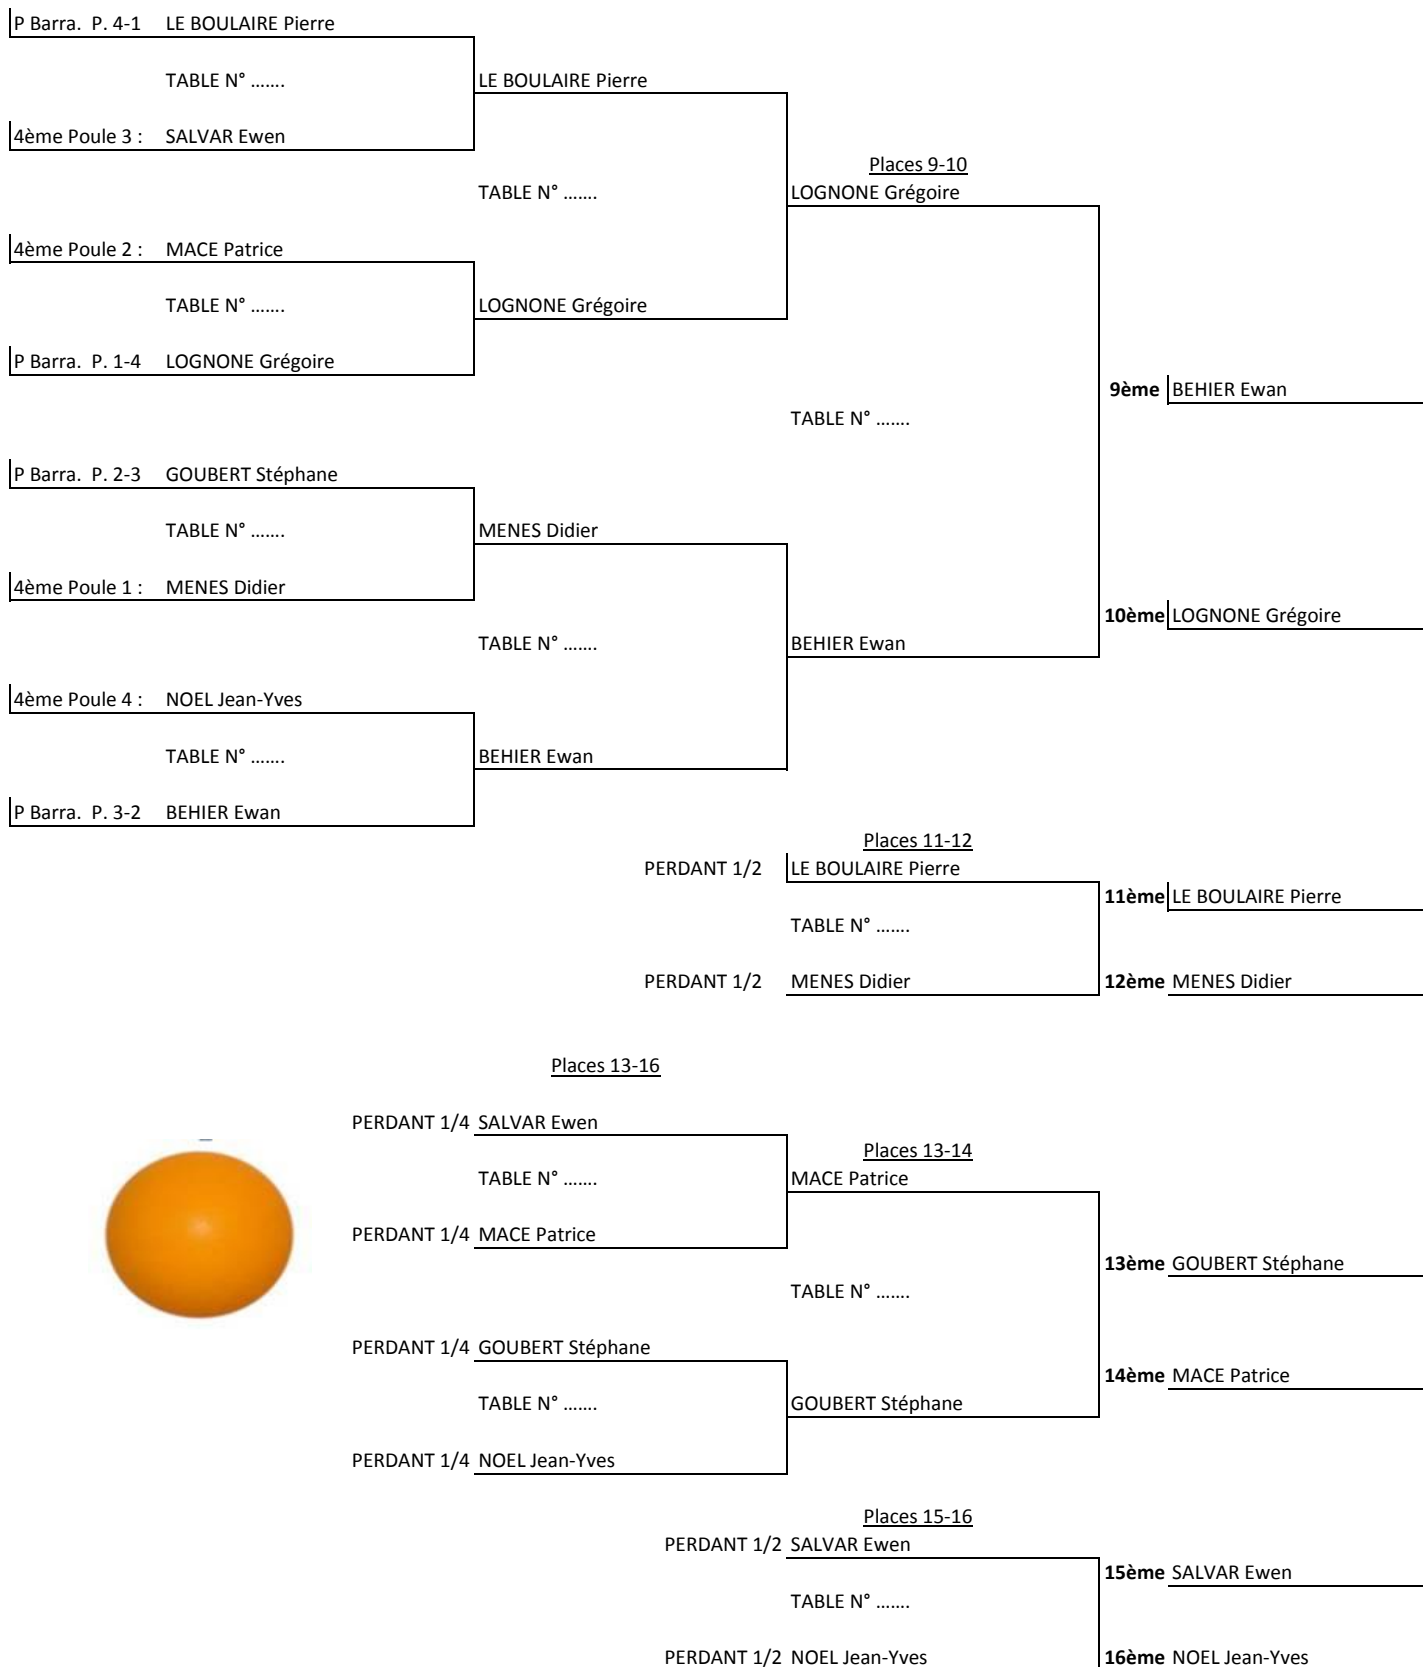 P Barra. P. 4-1 LE BOULAIRE Pierre
TABLE N° ....... LE BOULAIRE Pierre
4ème Poule 3 : SALVAR Ewen
Places 9-10
TABLE N° ....... LOGNONE Grégoire
4ème Poule 2 : MACE Patrice
TABLE N° ....... LOGNONE Grégoire
P Barra. P. 1-4 LOGNONE Grégoire
9ème BEHIER Ewan
TABLE N° .......
P Barra. P. 2-3 GOUBERT Stéphane
TABLE N° ....... MENES Didier
4ème Poule 1 : MENES Didier
10ème LOGNONE Grégoire
TABLE N° ....... BEHIER Ewan
4ème Poule 4 : NOEL Jean-Yves
TABLE N° ....... BEHIER Ewan
P Barra. P. 3-2 BEHIER Ewan
Places 11-12
PERDANT 1/2 LE BOULAIRE Pierre
11ème LE BOULAIRE Pierre
TABLE N° .......
PERDANT 1/2 MENES Didier 12ème MENES Didier
Places 13-16
PERDANT 1/4 SALVAR Ewen
Places 13-14
TABLE N° ....... MACE Patrice
PERDANT 1/4 MACE Patrice
13ème GOUBERT Stéphane
TABLE N° .......
PERDANT 1/4 GOUBERT Stéphane
14ème MACE Patrice
TABLE N° ....... GOUBERT Stéphane
PERDANT 1/4 NOEL Jean-Yves
Places 15-16
PERDANT 1/2 SALVAR Ewen
15ème SALVAR Ewen
TABLE N° .......
PERDANT 1/2 NOEL Jean-Yves 16ème NOEL Jean-Yves